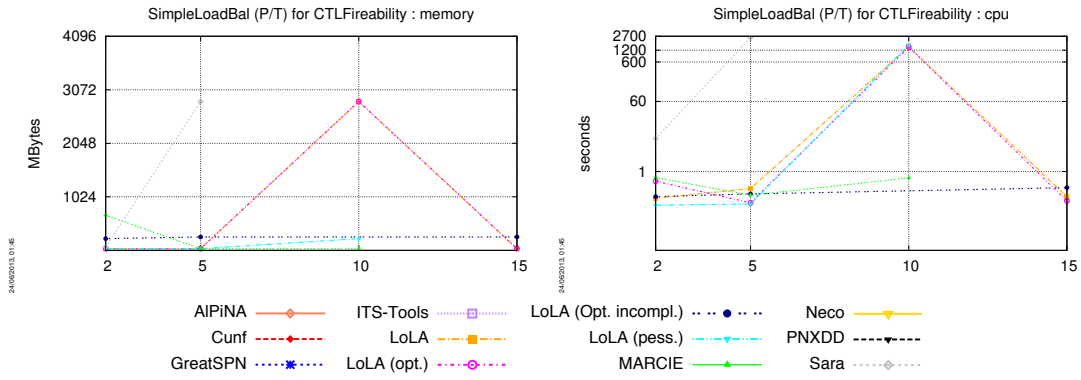 SimpleLoadBal (P/T) for CTLFireability : memory
4096
3072
2048
1024
MBytes
2
5
10
15
24/06/2013, 01:45
SimpleLoadBal (P/T) for CTLFireability : cpu
2700
1200
600
60
1
seconds
2
5
10
15
24/06/2013, 01:45
AlPiNA
Cunf
GreatSPN
ITS-Tools
LoLA
LoLA (opt.)
LoLA (Opt. incompl.)
LoLA (pess.)
MARCIE
Neco
PNXDD
Sara